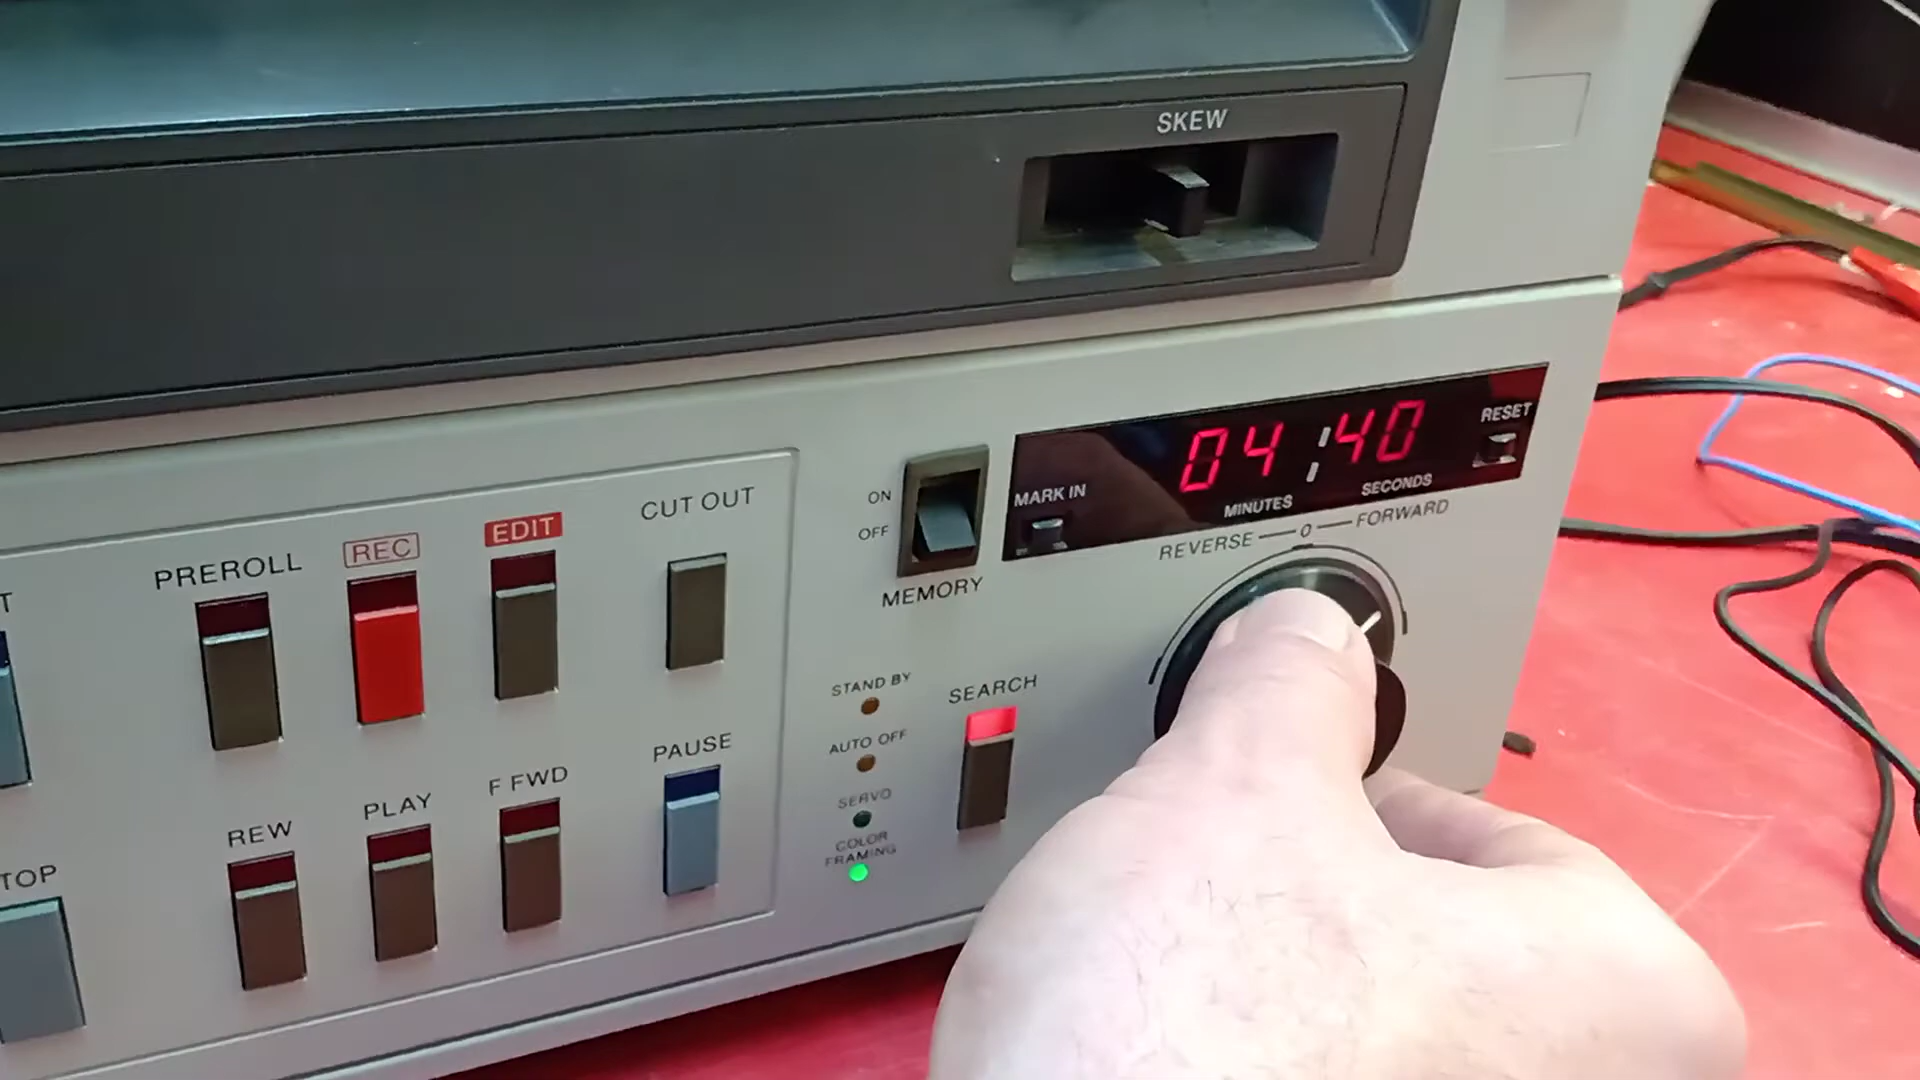 SKEW
04:40
RESET
MARK IN
MINUTES
SECONDS
ON
OFF
MEMORY
REVERSE — 0 — FORWARD
CUT OUT
EDIT
REC
PREROLL
T
STAND BY
SEARCH
AUTO OFF
SERVO
COLOR
FRAMING
PAUSE
F FWD
PLAY
REW
TOP